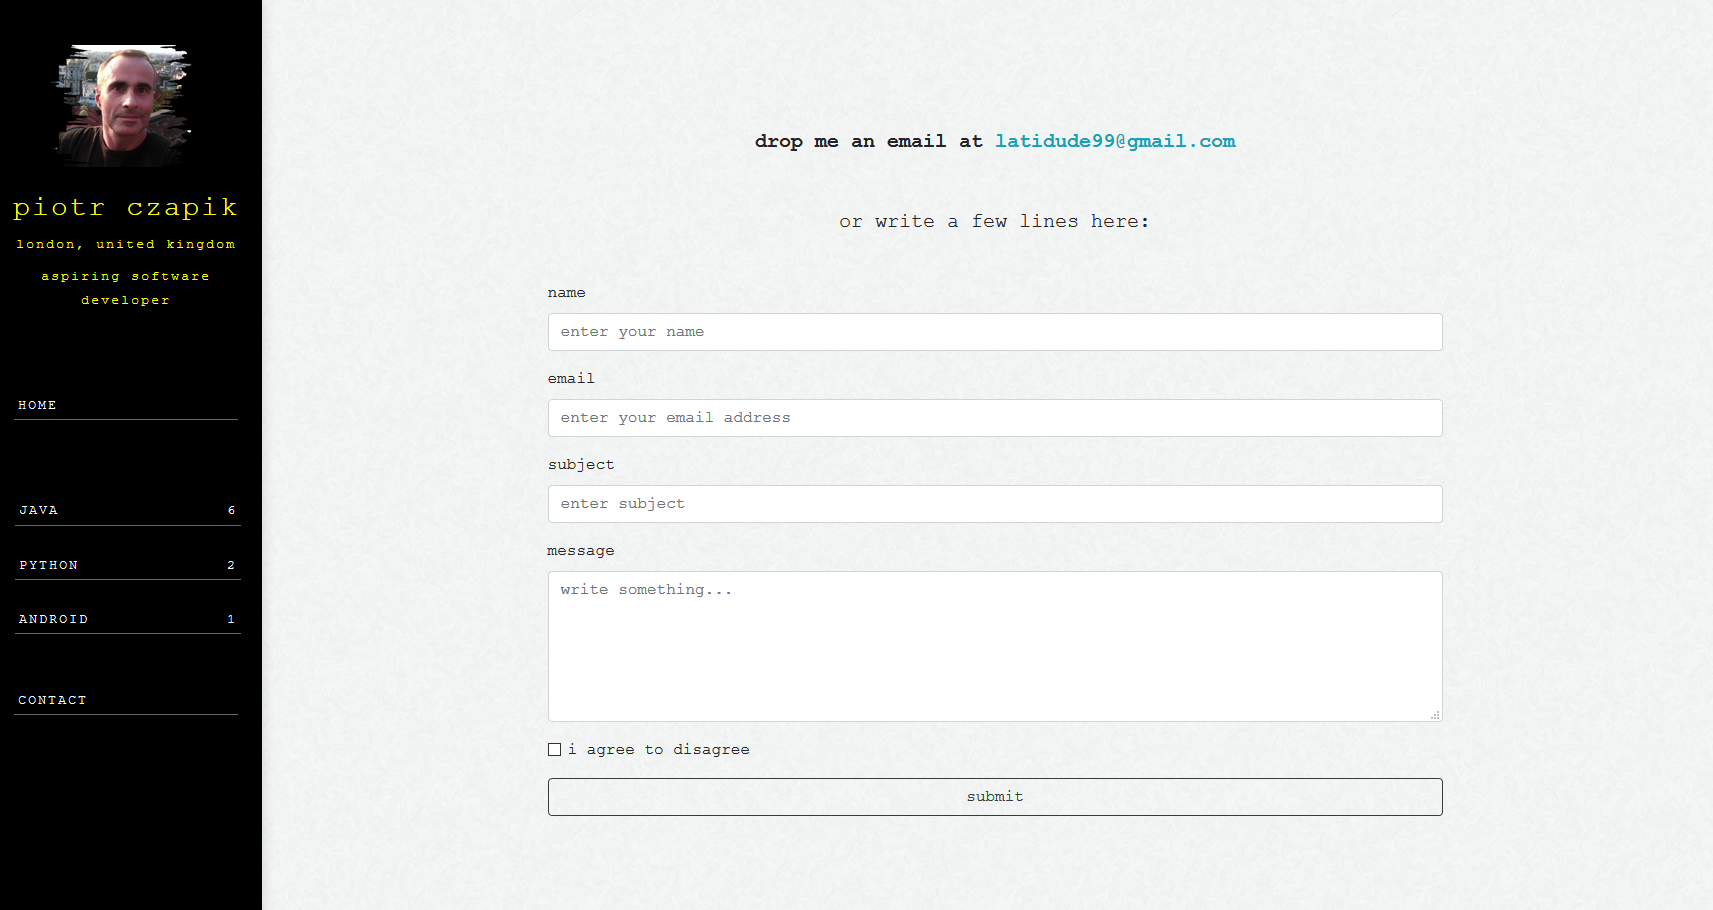 piotr czapik
london, united kingdom
aspiring software
developer
HOME
JAVA 6
PYTHON 2
ANDROID 1
CONTACT
drop me an email at latidude99@gmail.com
or write a few lines here:
name
enter your name
email
enter your email address
subject
enter subject
message
write something...
i agree to disagree
submit